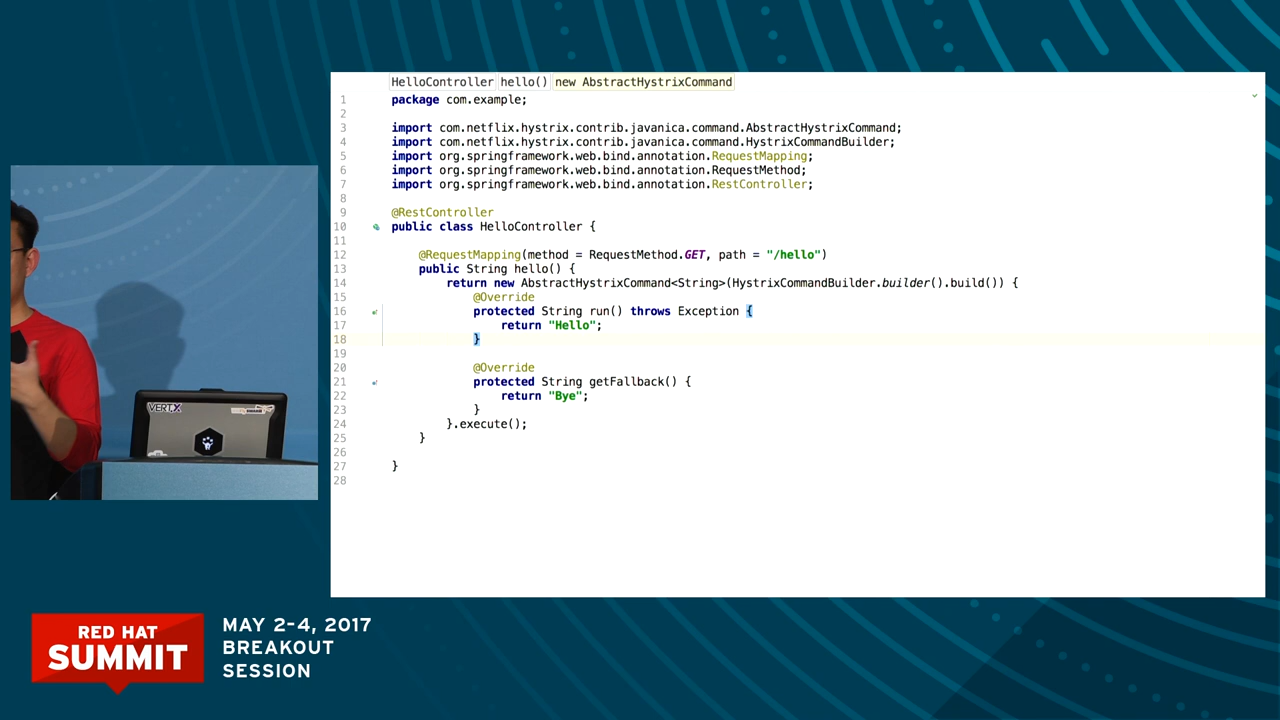 HelloController hello() new AbstractHystrixCommand
1 package com.example;
2
3 import com.netflix.hystrix.contrib.javanica.command.AbstractHystrixCommand;
4 import com.netflix.hystrix.contrib.javanica.command.HystrixCommandBuilder;
5 import org.springframework.web.bind.annotation.RequestMapping;
6 import org.springframework.web.bind.annotation.RequestMethod;
7 import org.springframework.web.bind.annotation.RestController;
8
9 @RestController
10 public class HelloController {
11
12 @RequestMapping(method = RequestMethod.GET, path = "/hello")
13 public String hello() {
14 return new AbstractHystrixCommand<String>(HystrixCommandBuilder.builder().build()) {
15 @Override
16 protected String run() throws Exception {
17 return "Hello";
18 }
19
20 @Override
21 protected String getFallback() {
22 return "Bye";
23 }
24 }.execute();
25 }
26
27 }
28
VERT.X
RED HAT
SUMMIT
MAY 2-4, 2017
BREAKOUT
SESSION